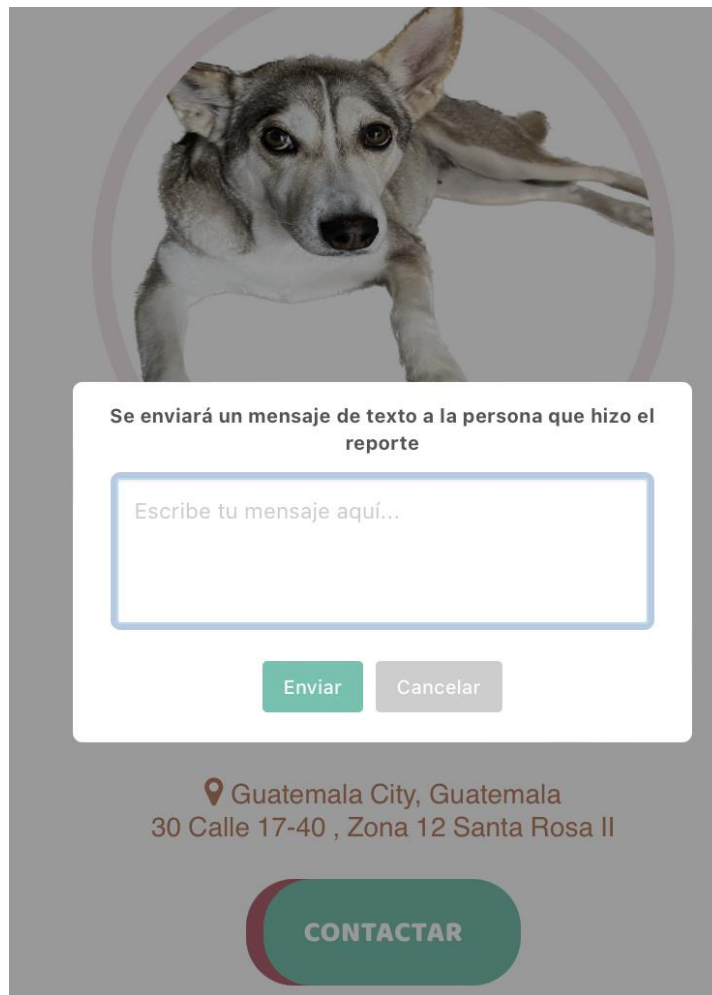 Se enviará un mensaje de texto a la persona que hizo el
reporte
Escribe tu mensaje aquí...
Enviar
Cancelar
Guatemala City, Guatemala
30 Calle 17-40 , Zona 12 Santa Rosa II
CONTACTAR